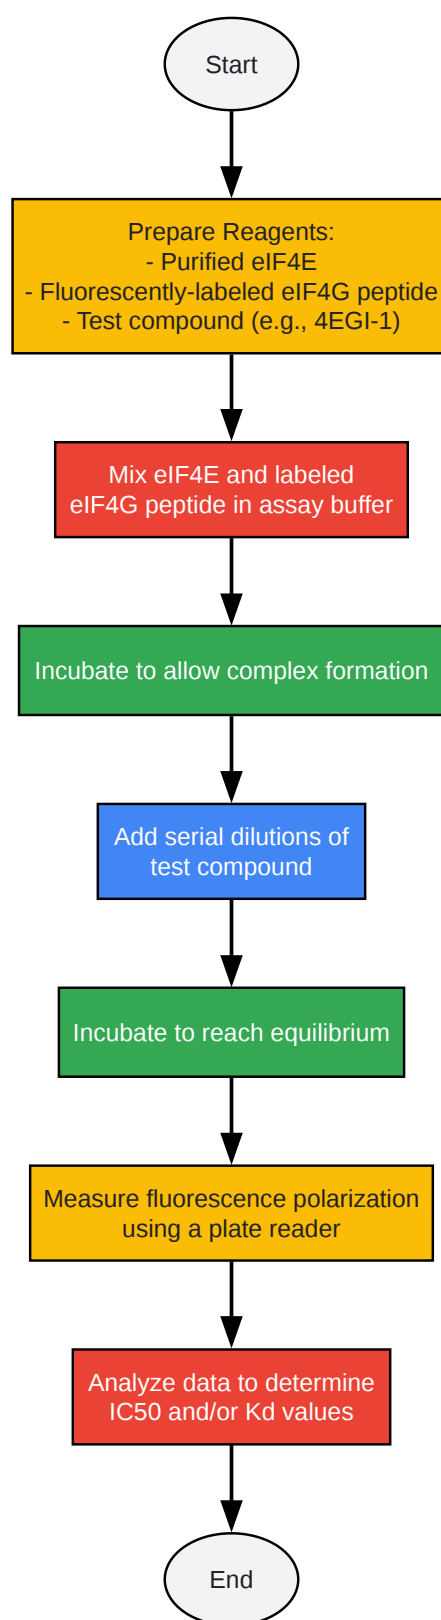 Start
Prepare Reagents:
- Purified eIF4E
- Fluorescently-labeled eIF4G peptide
- Test compound (e.g., 4EGI-1)
Mix eIF4E and labeled
eIF4G peptide in assay buffer
Incubate to allow complex formation
Add serial dilutions of
test compound
Incubate to reach equilibrium
Measure fluorescence polarization
using a plate reader
Analyze data to determine
IC50 and/or Kd values
End